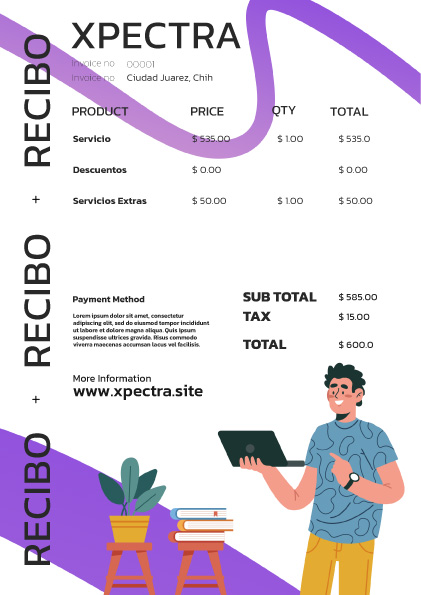 XPECTRA
Invoice no 00001
Invoice no Ciudad Juarez, Chih
PRODUCT PRICE QTY TOTAL
Servicio $ 535.00 $ 1.00 $ 535.0
Descuentos $ 0.00 $ 0.00
Servicios Extras $ 50.00 $ 1.00 $ 50.00
Payment Method
Lorem ipsum dolor sit amet, consectetur
adipiscing elit, sed do eiusmod tempor incididunt
ut labore et dolore magna aliqua. Quis ipsum
suspendisse ultrices gravida. Risus commodo
viverra maecenas accumsan lacus vel facilisis.
SUB TOTAL $ 585.00
TAX $ 15.00
TOTAL $ 600.0
More Information
www.xpectra.site
RECIBO + RECIBO + RECIBO